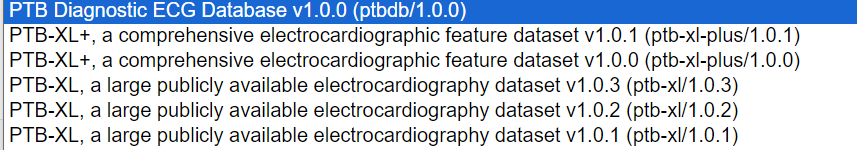 PTB Diagnostic ECG Database v1.0.0 (ptbdb/1.0.0)
PTB-XL+, a comprehensive electrocardiographic feature dataset v1.0.1 (ptb-xl-plus/1.0.1)
PTB-XL+, a comprehensive electrocardiographic feature dataset v1.0.0 (ptb-xl-plus/1.0.0)
PTB-XL, a large publicly available electrocardiography dataset v1.0.3 (ptb-xl/1.0.3)
PTB-XL, a large publicly available electrocardiography dataset v1.0.2 (ptb-xl/1.0.2)
PTB-XL, a large publicly available electrocardiography dataset v1.0.1 (ptb-xl/1.0.1)